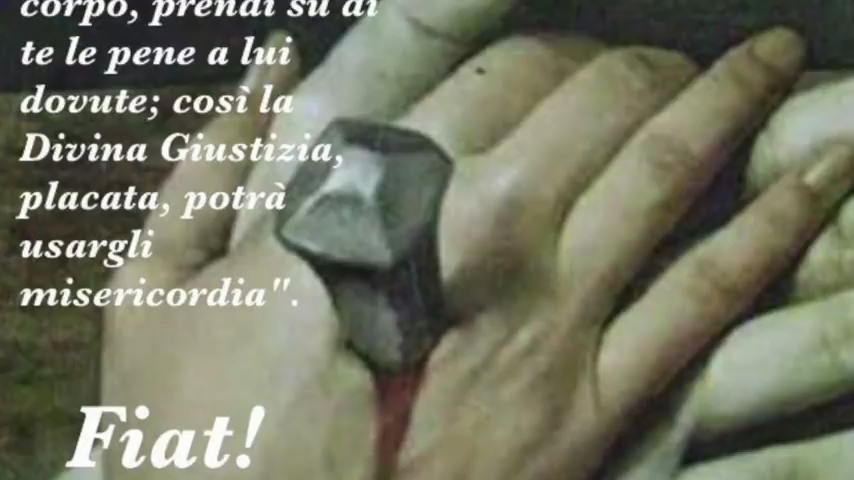 corpo, prendi su di
te le pene a lui
dovute; così la
Divina Giustizia,
placata, potrà
usargli
misericordia".
Fiat!